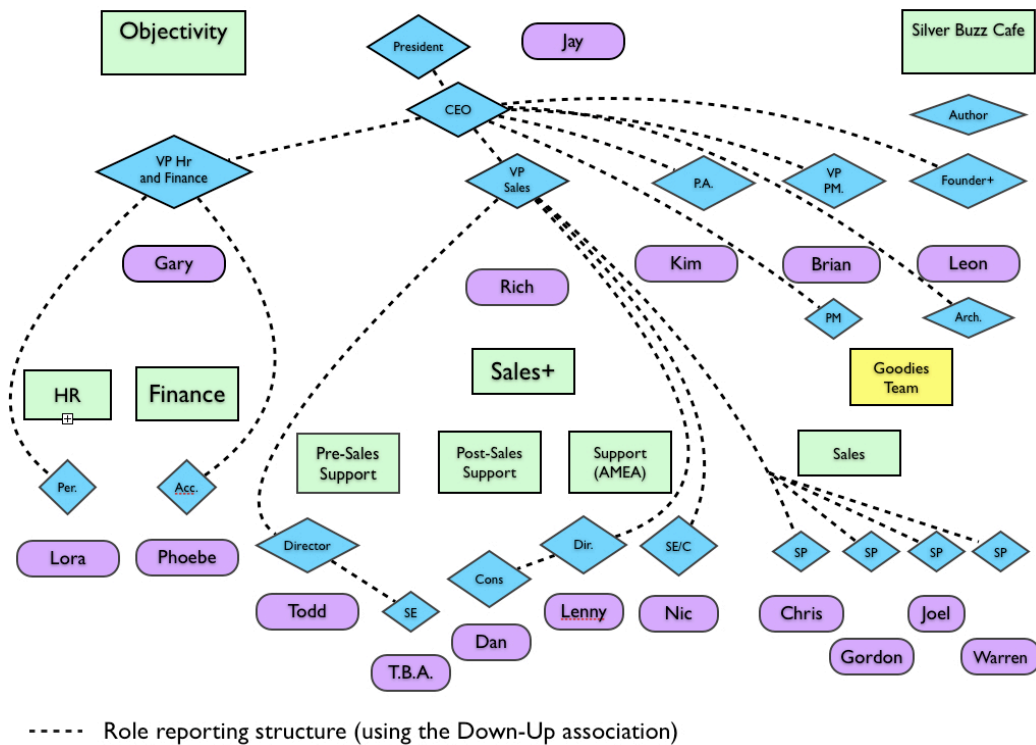 Objectivity
President
Jay
Silver Buzz Cafe
CEO
Author
VP Hr
and Finance
VP
Sales
P.A.
VP
PM.
Founder+
Gary
Rich
Kim
Brian
Leon
PM
Arch.
HR
Finance
Sales+
Goodies
Team
Pre-Sales
Support
Post-Sales
Support
Support
(AMEA)
Sales
Per.
Acc.
Director
Dir.
SE/C
SP
SP
SP
SP
Lora
Phoebe
Cons
Todd
SE
Dan
Lenny
Nic
Chris
Joel
T.B.A.
Gordon
Warren
Role reporting structure (using the Down-Up association)